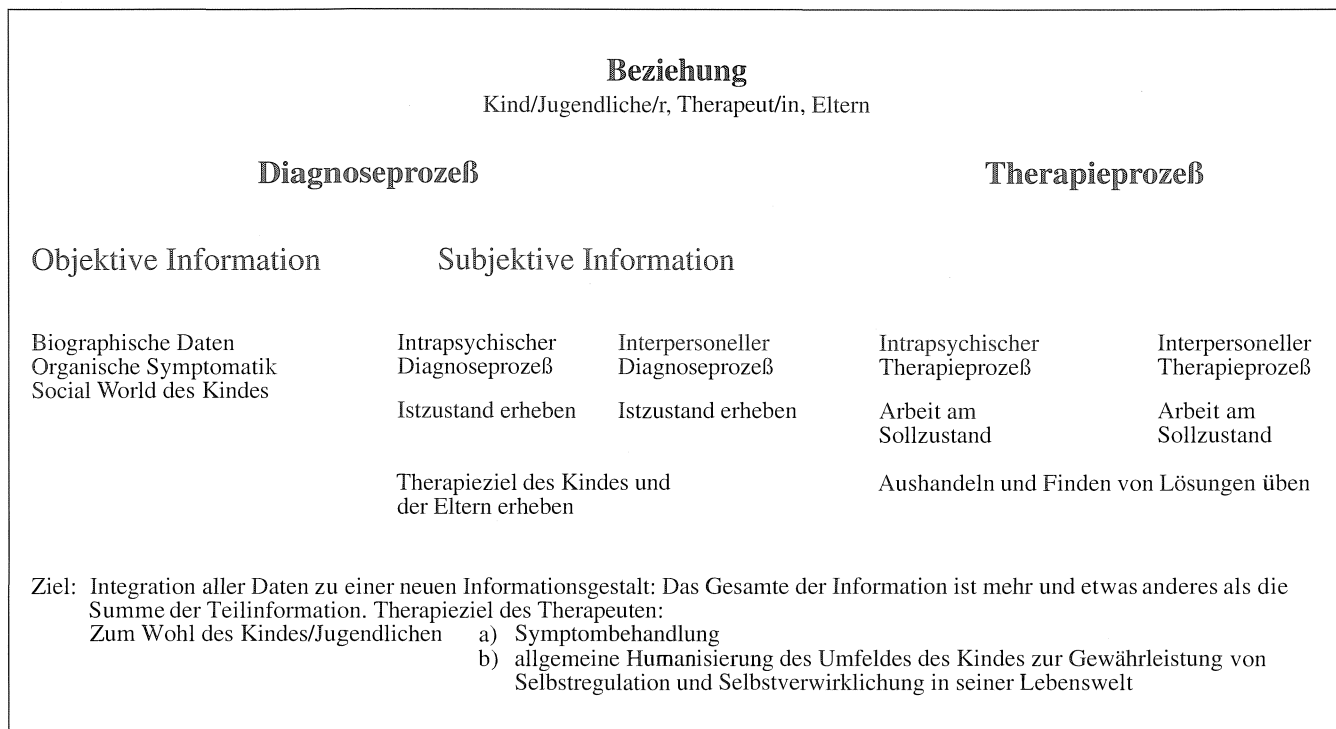 Beziehung
Kind/Jugendliche/r, Therapeut/in, Eltern
Diagnoseprozeß
Therapieprozeß
Objektive Information
Subjektive Information
Biographische Daten
Organische Symptomatik
Social World des Kindes
Intrapsychischer
Diagnoseprozeß
Istzustand erheben
Interpersoneller
Diagnoseprozeß
Istzustand erheben
Therapieziel des Kindes und
der Eltern erheben
Intrapsychischer
Therapieprozeß
Arbeit am
Sollzustand
Interpersoneller
Therapieprozeß
Arbeit am
Sollzustand
Aushandeln und Finden von Lösungen üben
Ziel: Integration aller Daten zu einer neuen Informationsgestalt: Das Gesamte der Information ist mehr und etwas anderes als die
Summe der Teilinformation. Therapieziel des Therapeuten:
Zum Wohl des Kindes/Jugendlichen a) Symptombehandlung
b) allgemeine Humanisierung des Umfeldes des Kindes zur Gewährleistung von
Selbstregulation und Selbstverwirklichung in seiner Lebenswelt